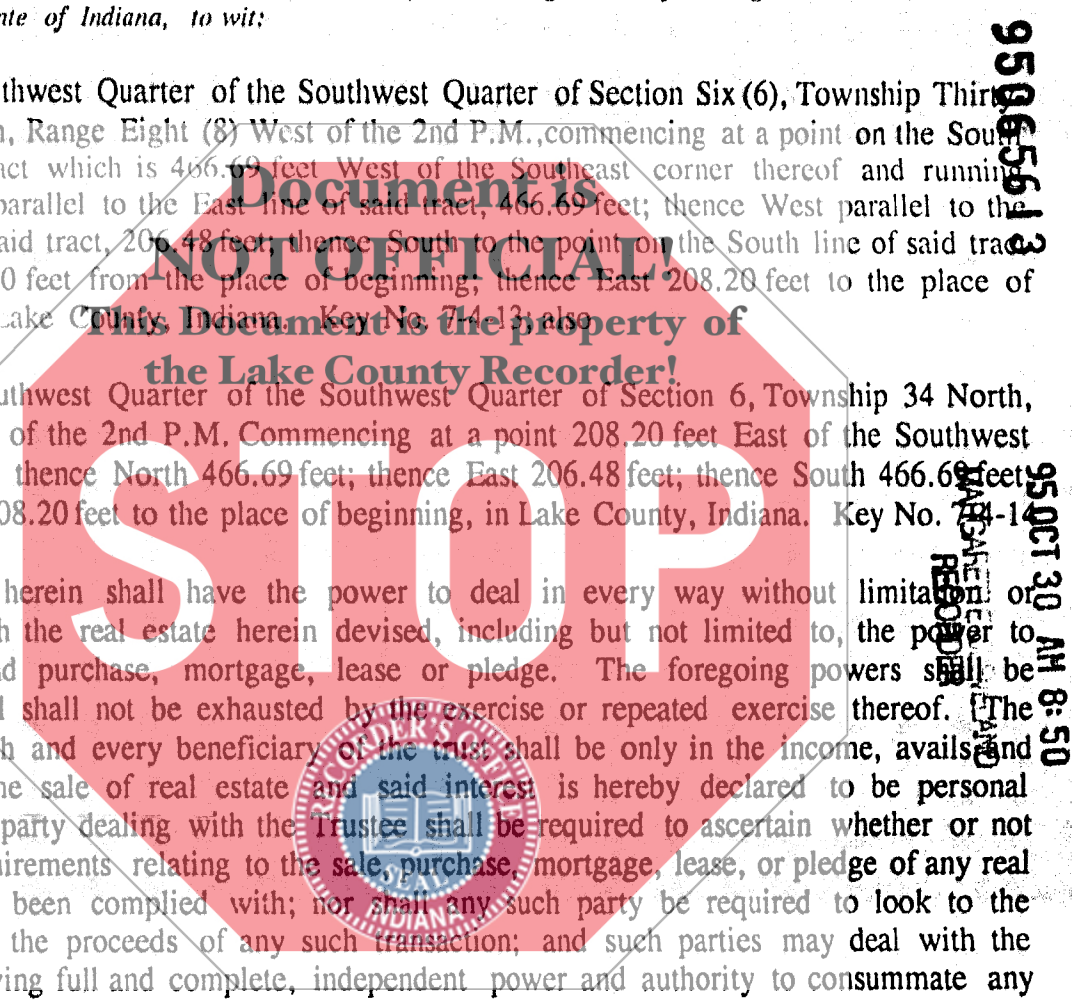 ate of Indiana, to wit:
thwest Quarter of the Southwest Quarter of Section Six (6), Township Thirty
, Range Eight (8) West of the 2nd P.M., commencing at a point on the South
act which is 466.69 feet West of the Southeast corner thereof and running
parallel to the East line of said tract, 466.69 feet; thence West parallel to the
aid tract, 206.48 feet; thence South to the point on the South line of said tract
0 feet from the place of beginning; thence East 208.20 feet to the place of
ake County, Indiana. Key No. 7-4-13; also
Document is
NOT OFFICIAL!
This Document is the property of
the Lake County Recorder!
uthwest Quarter of the Southwest Quarter of Section 6, Township 34 North,
of the 2nd P.M. Commencing at a point 208.20 feet East of the Southwest
thence North 466.69 feet; thence East 206.48 feet; thence South 466.69 feet;
08.20 feet to the place of beginning, in Lake County, Indiana. Key No. 7-4-14
STOP
herein shall have the power to deal in every way without limitation or
h the real estate herein devised, including but not limited to, the power to
d purchase, mortgage, lease or pledge. The foregoing powers shall be
l shall not be exhausted by the exercise or repeated exercise thereof. The
h and every beneficiary of the trust shall be only in the income, avails and
he sale of real estate and said interest is hereby declared to be personal
party dealing with the Trustee shall be required to ascertain whether or not
irements relating to the sale, purchase, mortgage, lease, or pledge of any real
been complied with; nor shall any such party be required to look to the
the proceeds of any such transaction; and such parties may deal with the
ving full and complete, independent power and authority to consummate any
RECORDER'S OFFICE
SEAL
INDIANA
95065613
95 OCT 30 AM 8:50
RECORDER